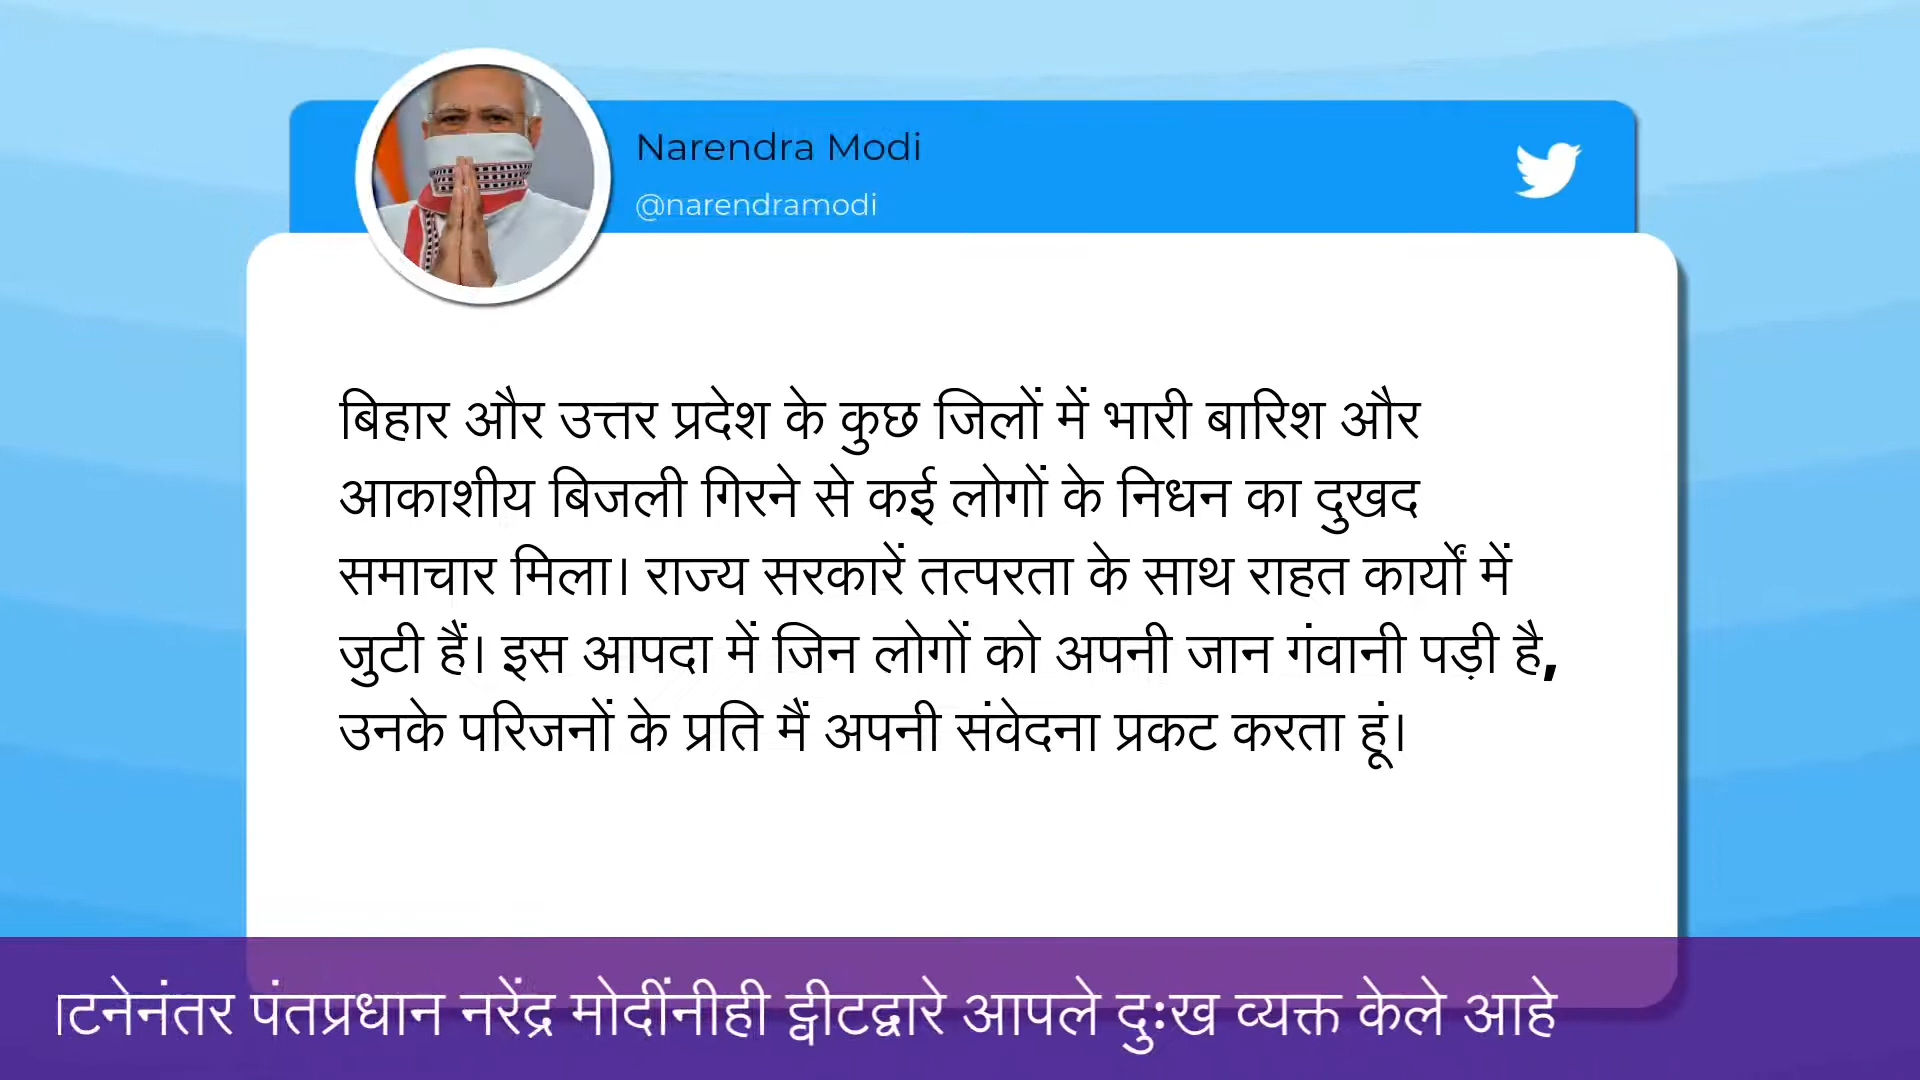 Narendra Modi
@narendramodi
बिहार और उत्तर प्रदेश के कुछ जिलों में भारी बारिश और
आकाशीय बिजली गिरने से कई लोगों के निधन का दुखद
समाचार मिला। राज्य सरकारें तत्परता के साथ राहत कार्यों में
जुटी हैं। इस आपदा में जिन लोगों को अपनी जान गंवानी पड़ी है,
उनके परिजनों के प्रति मैं अपनी संवेदना प्रकट करता हूं।
पंतप्रधान नरेंद्र मोदींनीही ट्वीटद्वारे आपले दुःख व्यक्त केले आहे